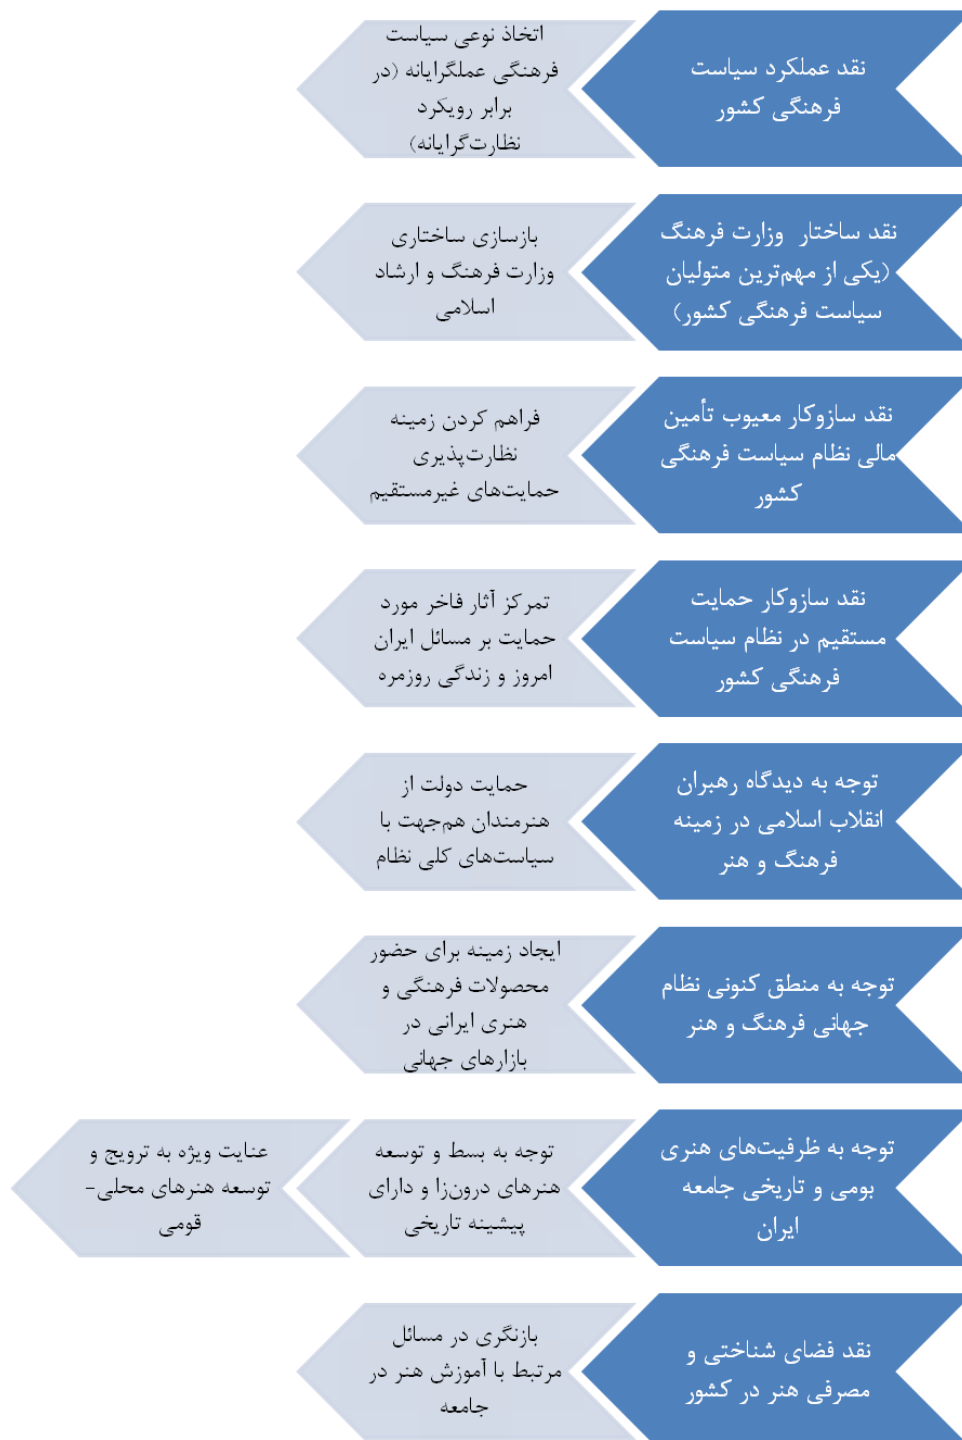 نقد عملکرد سیاست
فرهنگی کشور
اتخاذ نوعی سیاست
فرهنگی عملگرایانه (در
برابر رویکرد
نظارت‌گرایانه)
نقد ساختار وزارت فرهنگ
(یکی از مهم‌ترین متولیان
سیاست فرهنگی کشور)
بازسازی ساختاری
وزارت فرهنگ و ارشاد
اسلامی
نقد سازوکار معیوب تأمین
مالی نظام سیاست فرهنگی
کشور
فراهم کردن زمینه
نظارت‌پذیری
حمایت‌های غیرمستقیم
نقد سازوکار حمایت
مستقیم در نظام سیاست
فرهنگی کشور
تمرکز آثار فاخر مورد
حمایت بر مسائل ایران
امروز و زندگی روزمره
توجه به دیدگاه رهبران
انقلاب اسلامی در زمینه
فرهنگ و هنر
حمایت دولت از
هنرمندان هم‌جهت با
سیاست‌های کلی نظام
توجه به منطق کنونی نظام
جهانی فرهنگ و هنر
ایجاد زمینه برای حضور
محصولات فرهنگی و
هنری ایرانی در
بازارهای جهانی
توجه به ظرفیت‌های هنری
بومی و تاریخی جامعه
ایران
توجه به بسط و توسعه
هنرهای درون‌زا و دارای
پیشینه تاریخی
عنایت ویژه به ترویج و
توسعه هنرهای محلی-
قومی
نقد فضای شناختی و
مصرفی هنر در کشور
بازنگری در مسائل
مرتبط با آموزش هنر در
جامعه